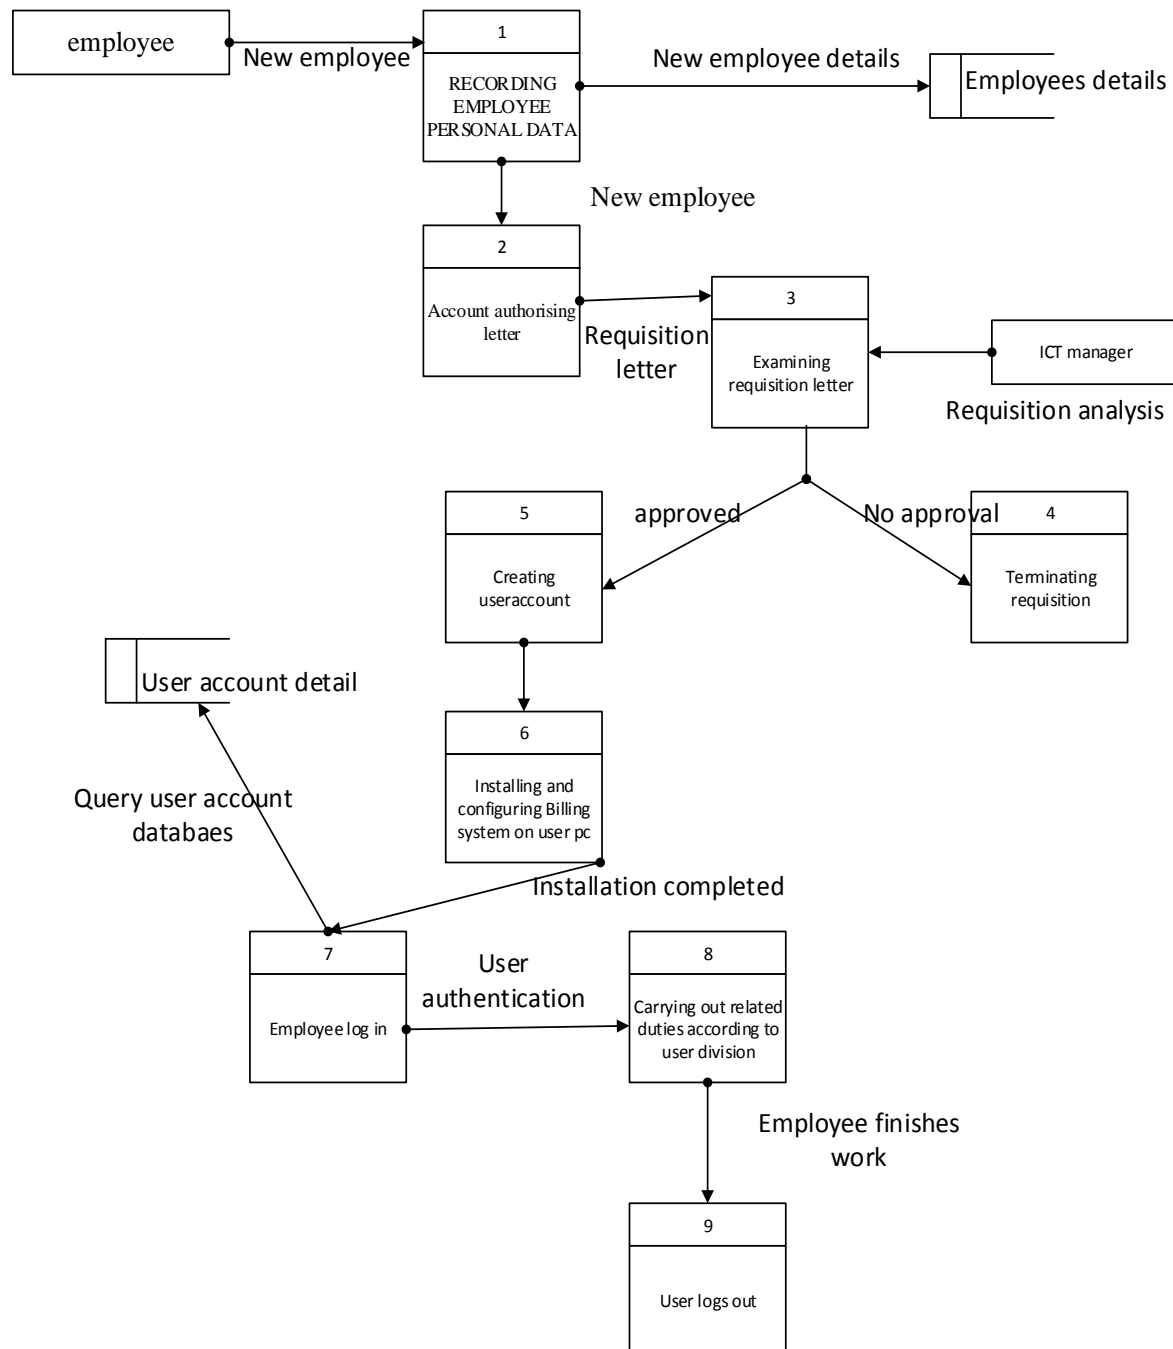 employee
New employee
1
RECORDING
EMPLOYEE
PERSONAL DATA
New employee details
Employees details
New employee
2
Account authorising
letter
Requisition
letter
3
Examining
requisition letter
ICT manager
Requisition analysis
approved
No approval
5
Creating
useraccount
4
Terminating
requisition
User account detail
6
Installing and
configuring Billing
system on user pc
Query user account
databaes
Installation completed
7
Employee log in
User
authentication
8
Carrying out related
duties according to
user division
Employee finishes
work
9
User logs out